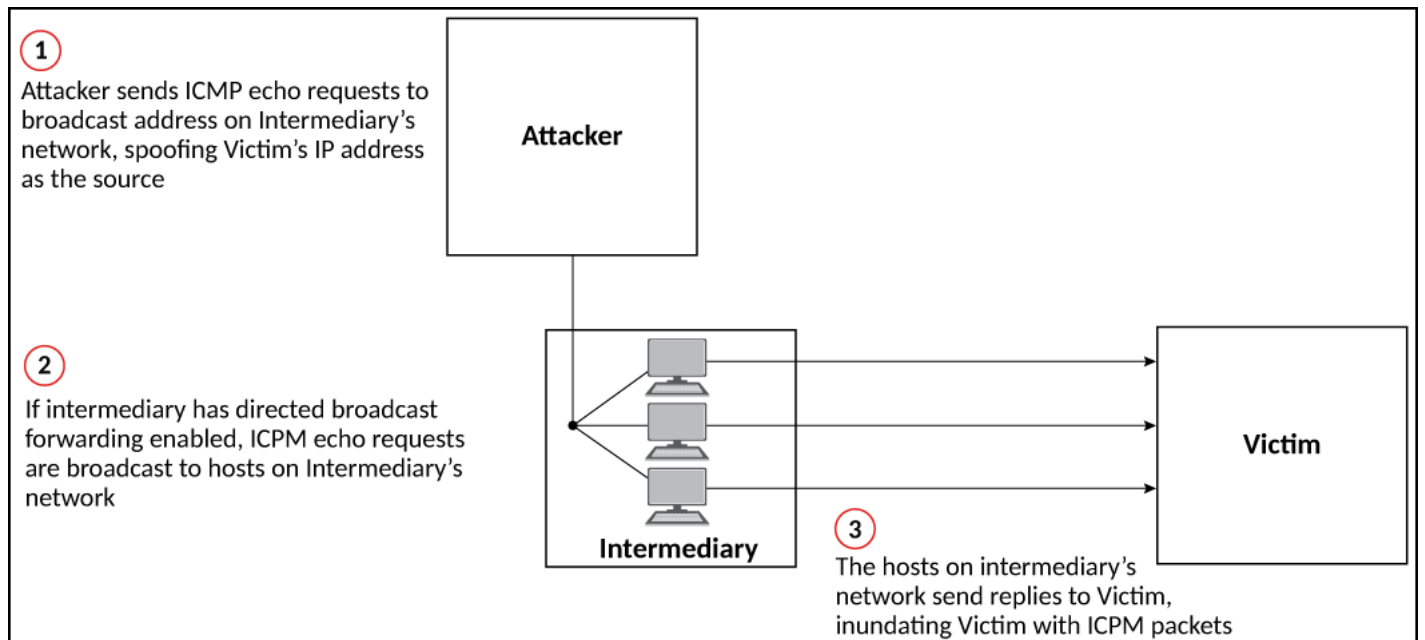 1
Attacker sends ICMP echo requests to
broadcast address on Intermediary’s
network, spoofing Victim’s IP address
as the source
Attacker
2
If intermediary has directed broadcast
forwarding enabled, ICPM echo requests
are broadcast to hosts on Intermediary’s
network
Intermediary
Victim
3
The hosts on intermediary’s
network send replies to Victim,
inundating Victim with ICPM packets